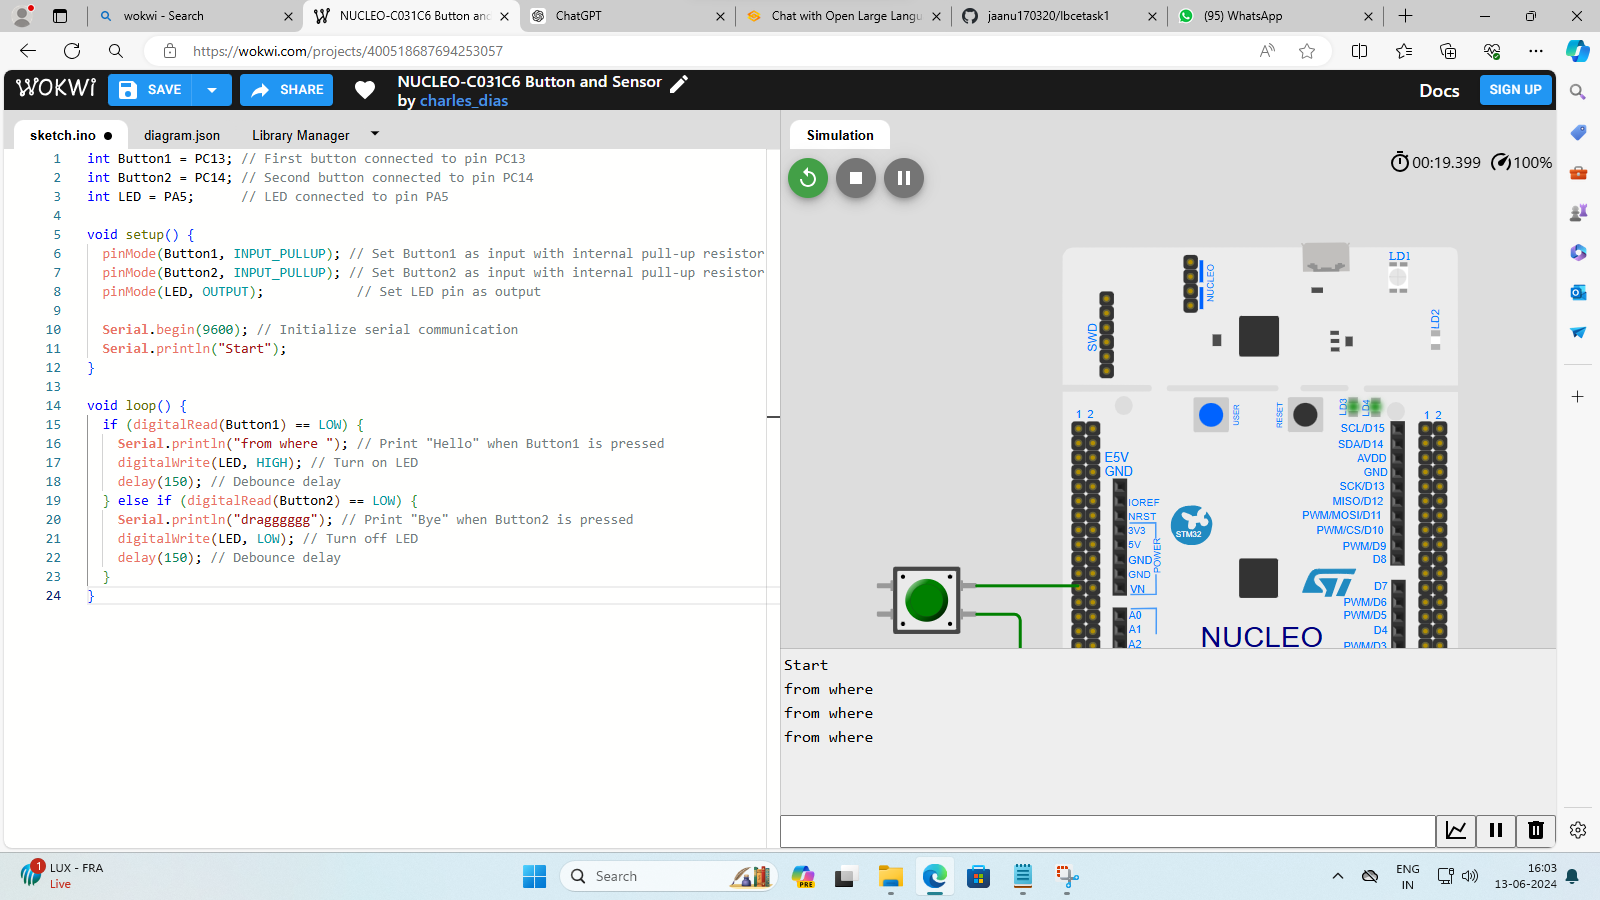 wokwi - Search
NUCLEO-C031C6 Button and
ChatGPT
Chat with Open Large Langu
jaanu170320/lbcetask1
(95) WhatsApp
https://wokwi.com/projects/400518687694253057
WOKWI
SAVE
SHARE
NUCLEO-C031C6 Button and Sensor
by charles_dias
Docs
SIGN UP
sketch.ino
diagram.json
Library Manager
Simulation
1 int Button1 = PC13; // First button connected to pin PC13
2 int Button2 = PC14; // Second button connected to pin PC14
3 int LED = PA5; // LED connected to pin PA5
4
5 void setup() {
6 pinMode(Button1, INPUT_PULLUP); // Set Button1 as input with internal pull-up resistor
7 pinMode(Button2, INPUT_PULLUP); // Set Button2 as input with internal pull-up resistor
8 pinMode(LED, OUTPUT); // Set LED pin as output
9
10 Serial.begin(9600); // Initialize serial communication
11 Serial.println("Start");
12 }
13
14 void loop() {
15 if (digitalRead(Button1) == LOW) {
16 Serial.println("from where "); // Print "Hello" when Button1 is pressed
17 digitalWrite(LED, HIGH); // Turn on LED
18 delay(150); // Debounce delay
19 } else if (digitalRead(Button2) == LOW) {
20 Serial.println("dragggggg"); // Print "Bye" when Button2 is pressed
21 digitalWrite(LED, LOW); // Turn off LED
22 delay(150); // Debounce delay
23 }
24 }
00:19.399 100%
NUCLEO
LD1
SWD
LD2
USER
RESET
LD3
LD4
1 2
1 2
E5V
GND
IOREF
NRST
3V3
5V
GND
GND
VN
POWER
A0
A1
A2
STM32
NUCLEO
SCL/D15
SDA/D14
AVDD
GND
SCK/D13
MISO/D12
PWM/MOSI/D11
PWM/CS/D10
PWM/D9
D8
D7
PWM/D6
PWM/D5
D4
PWM/D3
Start
from where
from where
from where
1
LUX - FRA
Live
Search
PRE
ENG
IN
16:03
13-06-2024